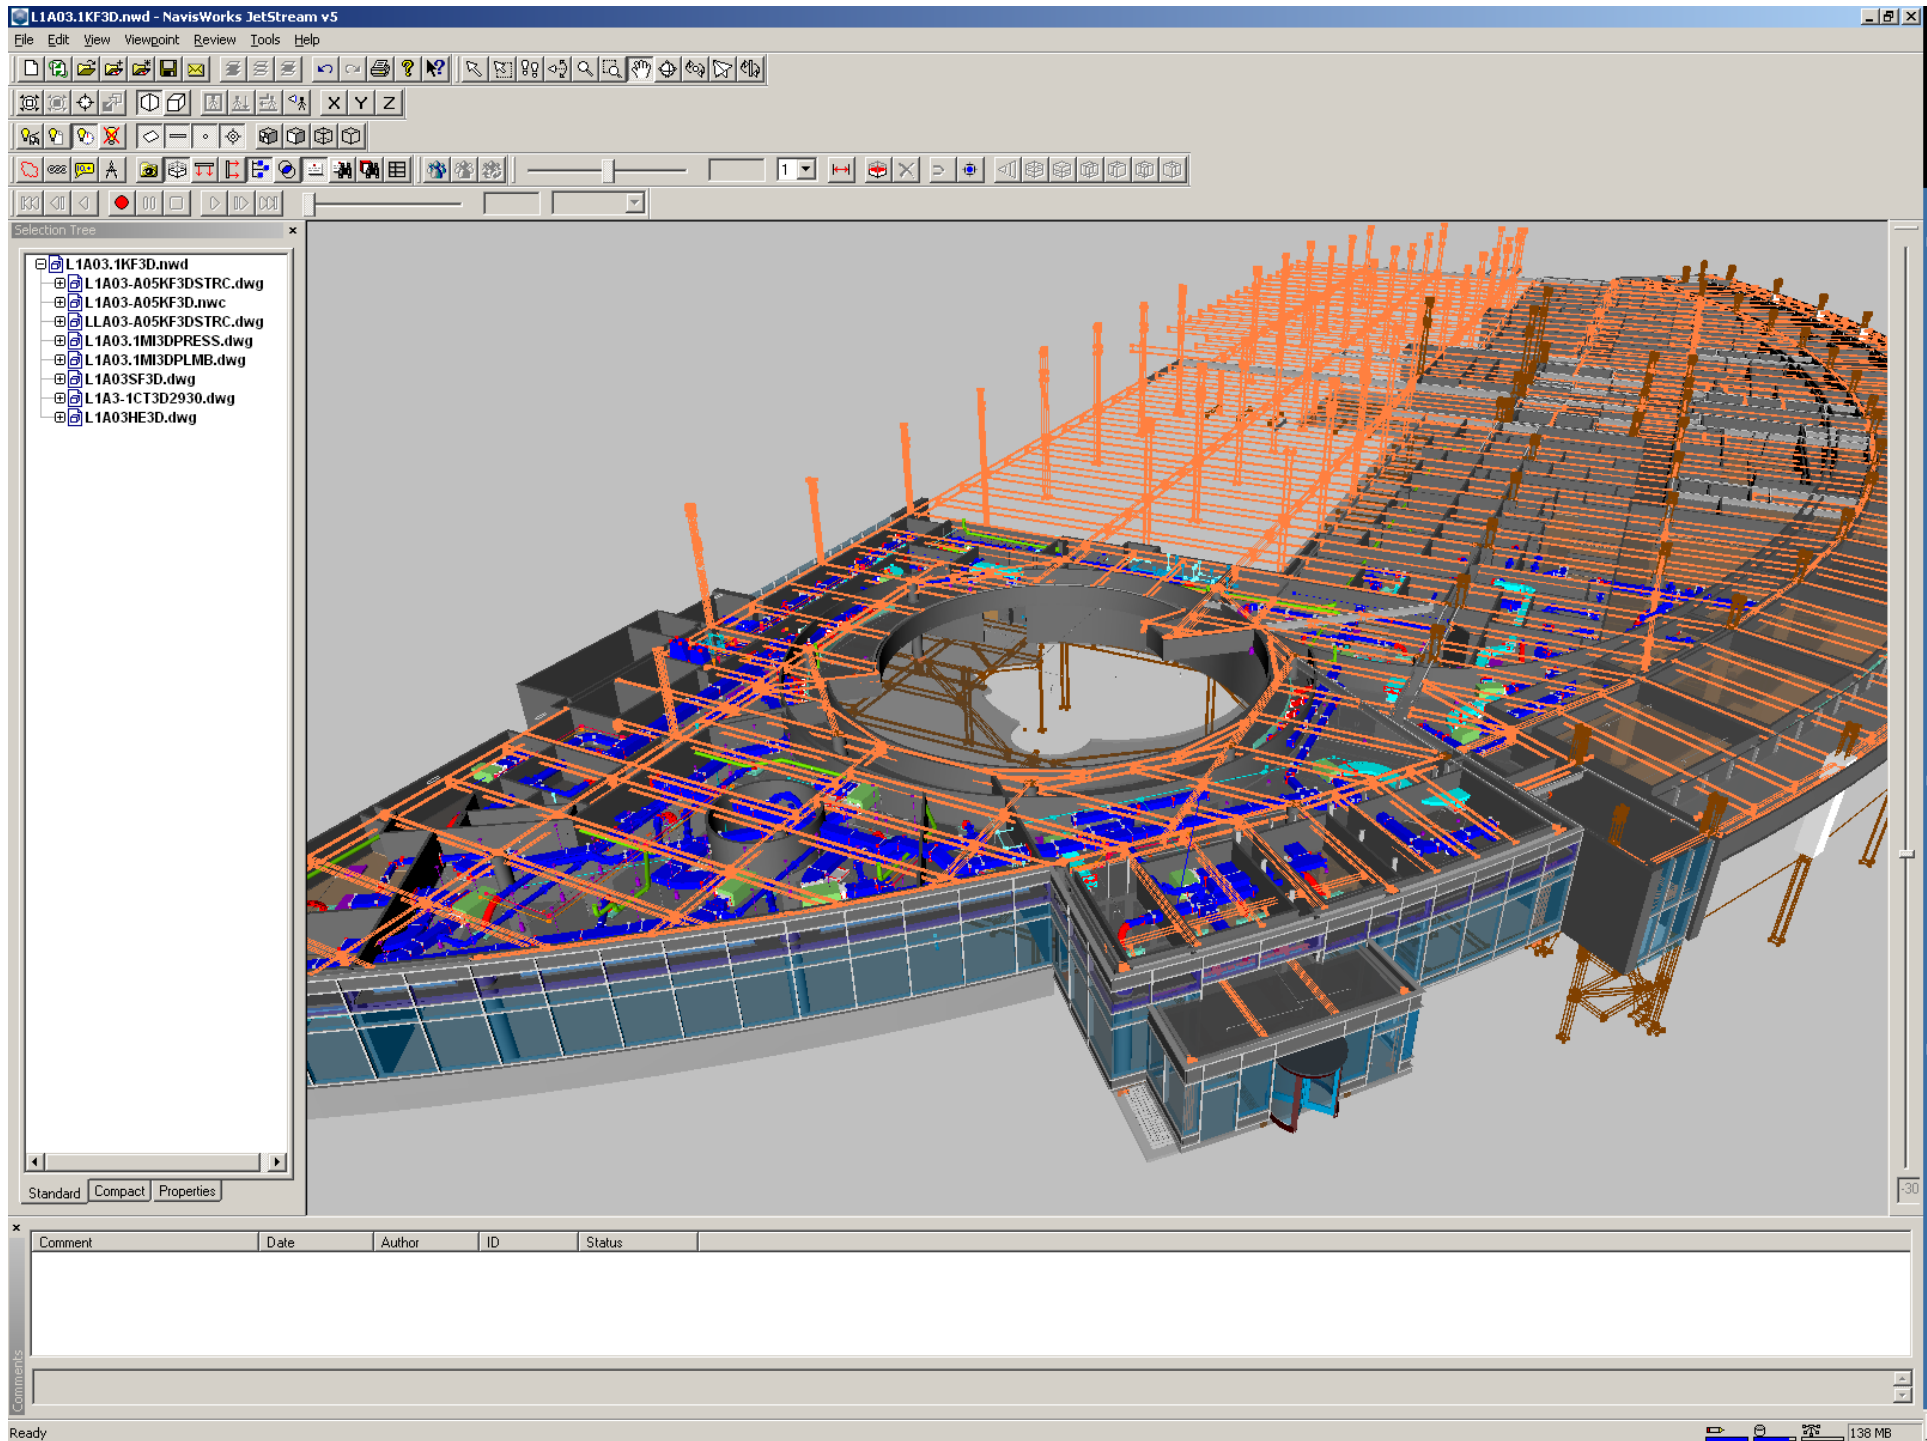 L1A03.1KF3D.nwd - NavisWorks JetStream v5
File Edit View Viewpoint Review Tools Help
X Y Z
1
Selection Tree
L1A03.1KF3D.nwd
L1A03-A05KF3DSTRC.dwg
L1A03-A05KF3D.nwc
LLA03-A05KF3DSTRC.dwg
L1A03.1MI3DPRESS.dwg
L1A03.1MI3DPLMB.dwg
L1A03SF3D.dwg
L1A3-1CT3D2930.dwg
L1A03HE3D.dwg
Standard Compact Properties
-30
Comment Date Author ID Status
Comments
Ready
138 MB